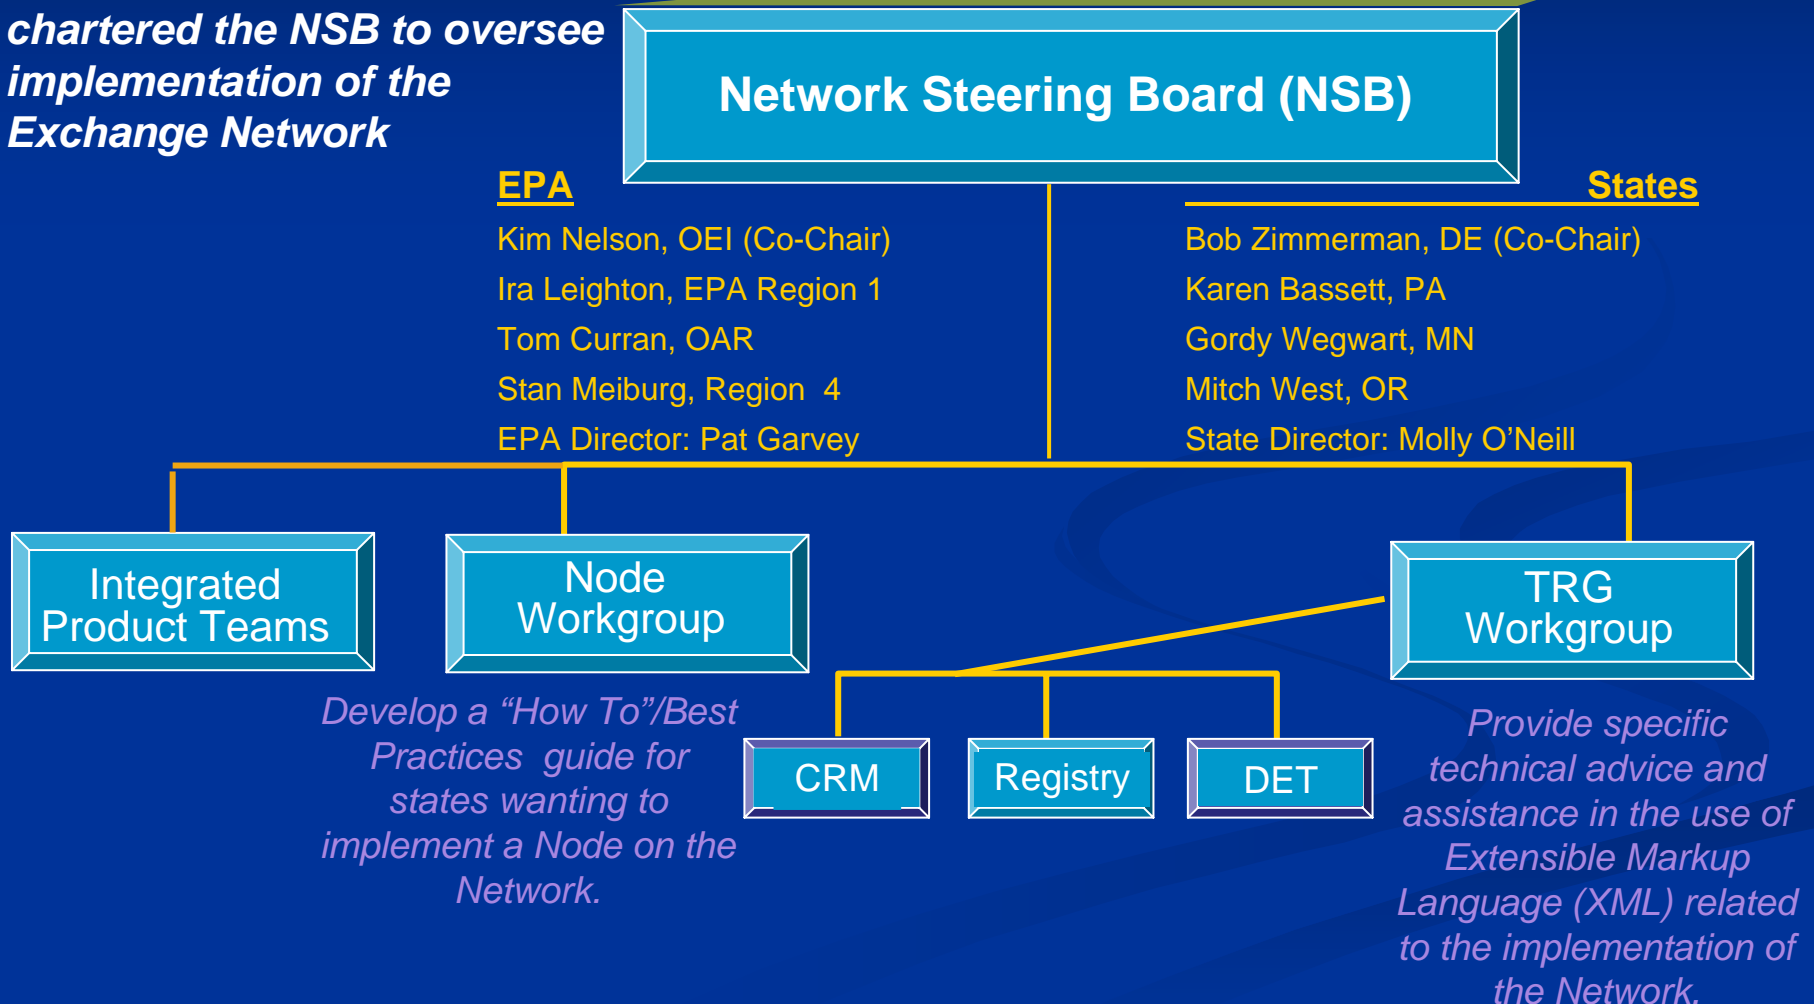 chartered the NSB to oversee
implementation of the
Exchange Network
Network Steering Board (NSB)
EPA
Kim Nelson, OEI (Co-Chair)
Ira Leighton, EPA Region 1
Tom Curran, OAR
Stan Meiburg, Region 4
EPA Director: Pat Garvey
States
Bob Zimmerman, DE (Co-Chair)
Karen Bassett, PA
Gordy Wegwart, MN
Mitch West, OR
State Director: Molly O’Neill
Integrated
Product Teams
Node
Workgroup
TRG
Workgroup
Develop a “How To”/Best
Practices guide for
states wanting to
implement a Node on the
Network.
CRM
Registry
DET
Provide specific
technical advice and
assistance in the use of
Extensible Markup
Language (XML) related
to the implementation of
the Network.